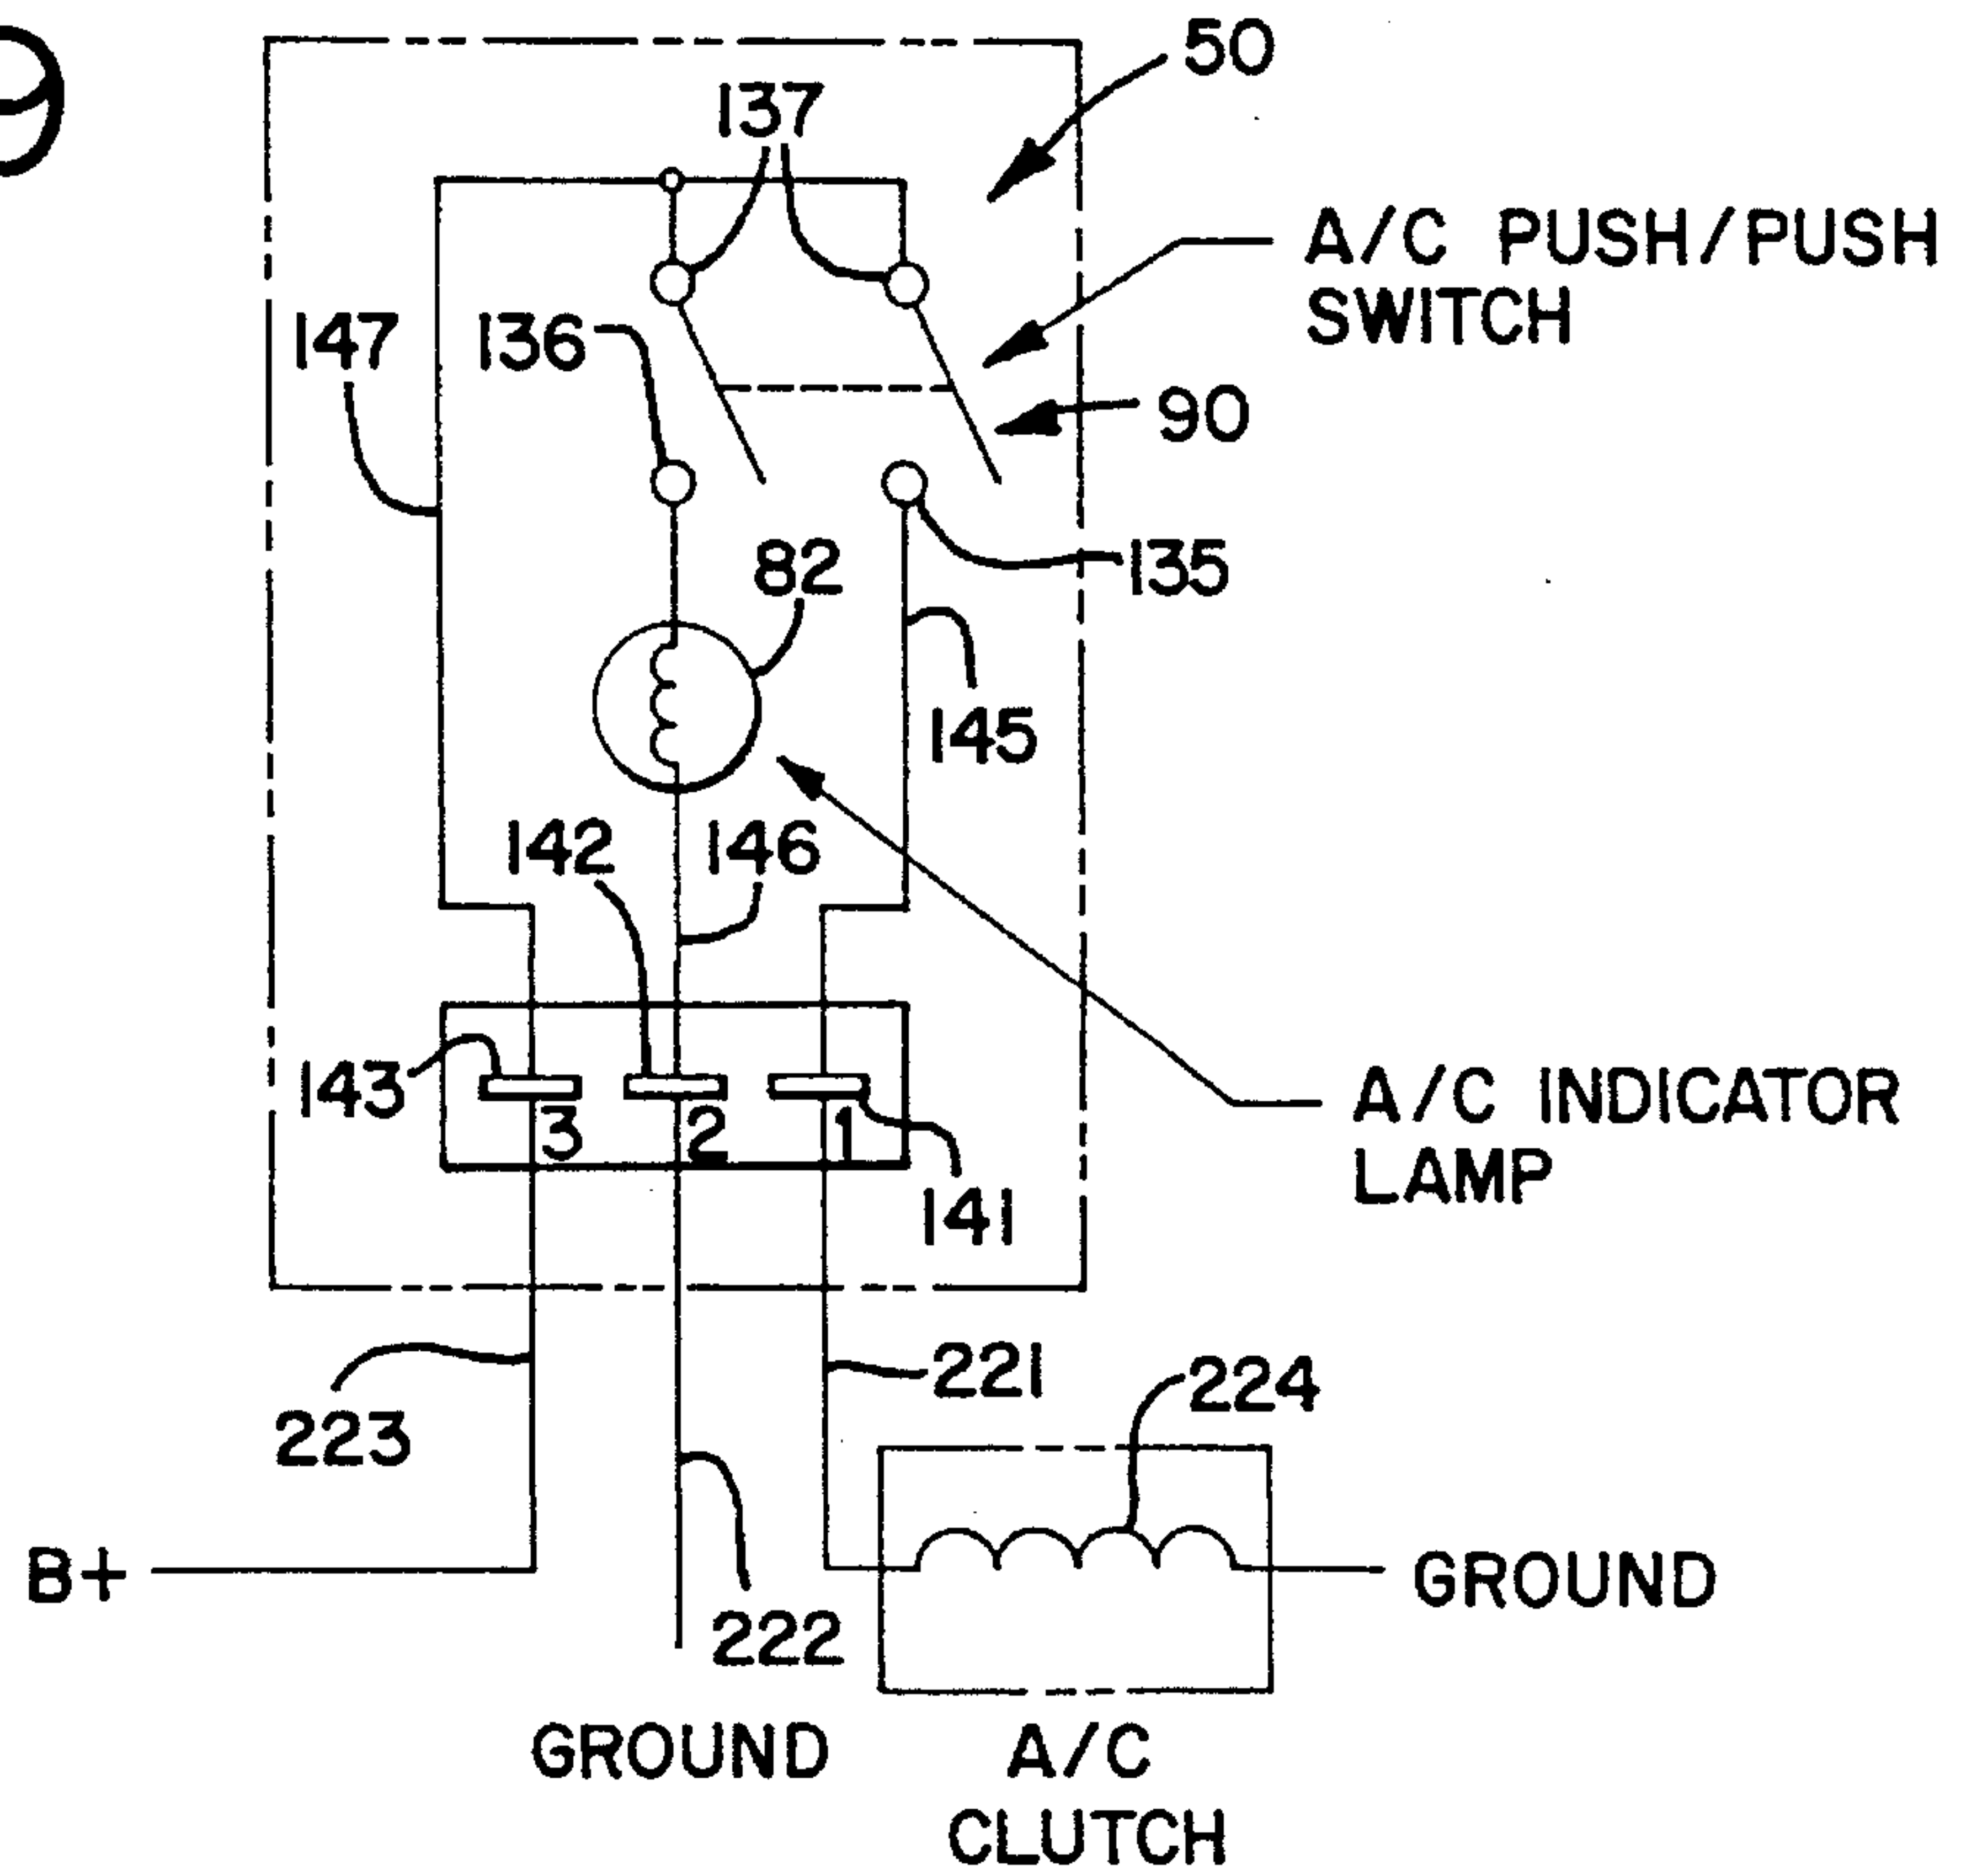 9
50
137
A/C PUSH/PUSH
SWITCH
147
136
90
82
135
145
142
146
143
3
2
1
A/C INDICATOR
LAMP
141
223
221
224
B+
222
GROUND
GROUND
A/C
CLUTCH